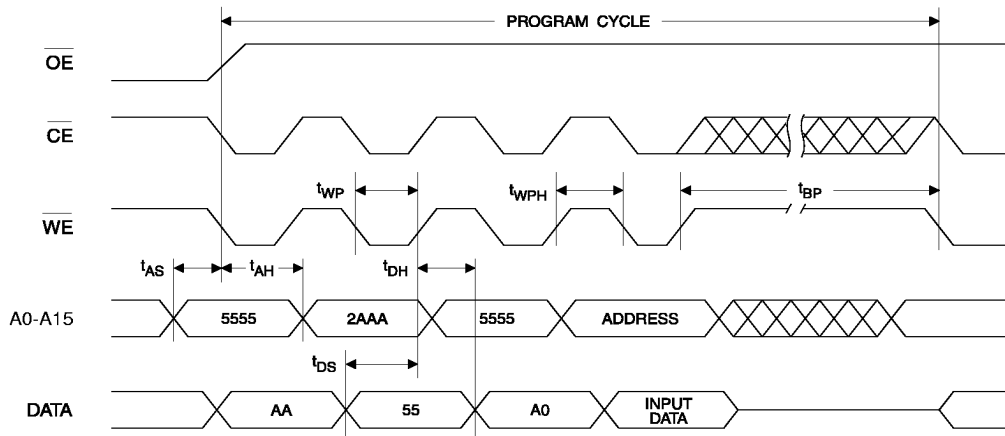 PROGRAM CYCLE
OE
CE
tWP
tWPH
tBP
WE
tAS
tAH
tDH
A0-A15
5555
2AAA
5555
ADDRESS
tDS
DATA
AA
55
A0
INPUT
DATA